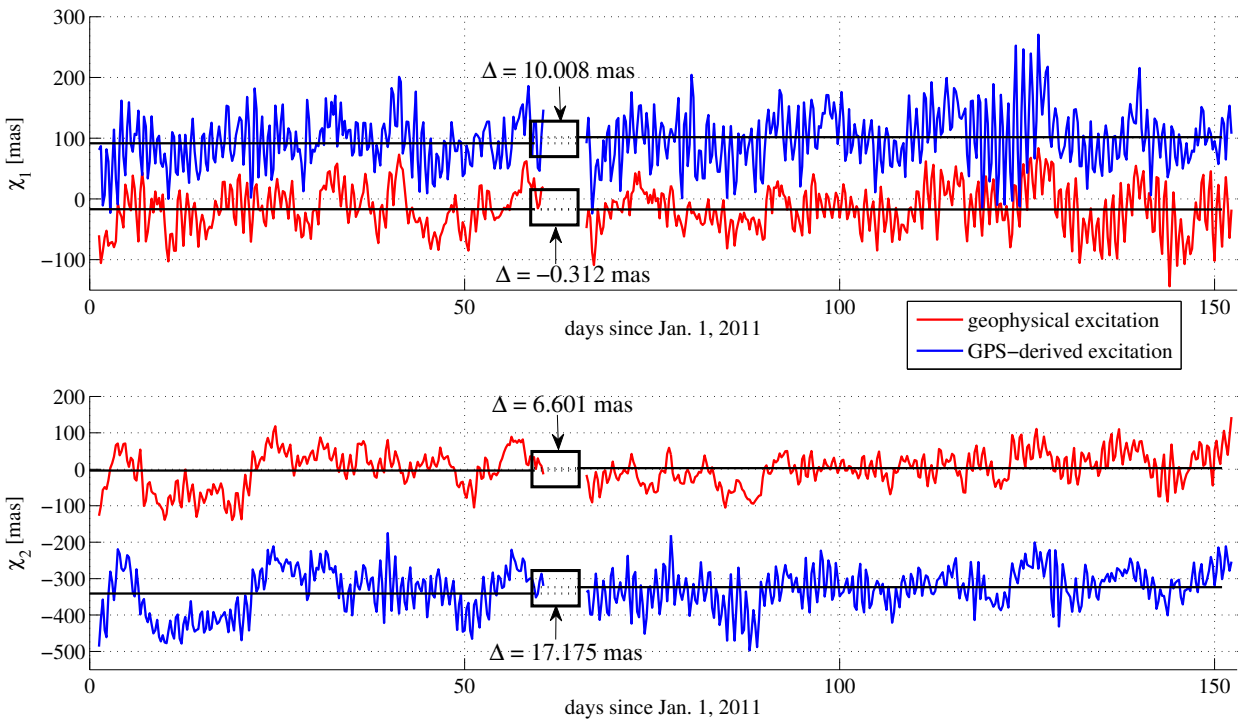 300
200
100
0
−100
χ1 [mas]
Δ = 10.008 mas
Δ = −0.312 mas
0
50
100
150
days since Jan. 1, 2011
geophysical excitation
GPS−derived excitation
200
100
0
−100
−200
−300
−400
−500
χ2 [mas]
Δ = 6.601 mas
Δ = 17.175 mas
0
50
100
150
days since Jan. 1, 2011